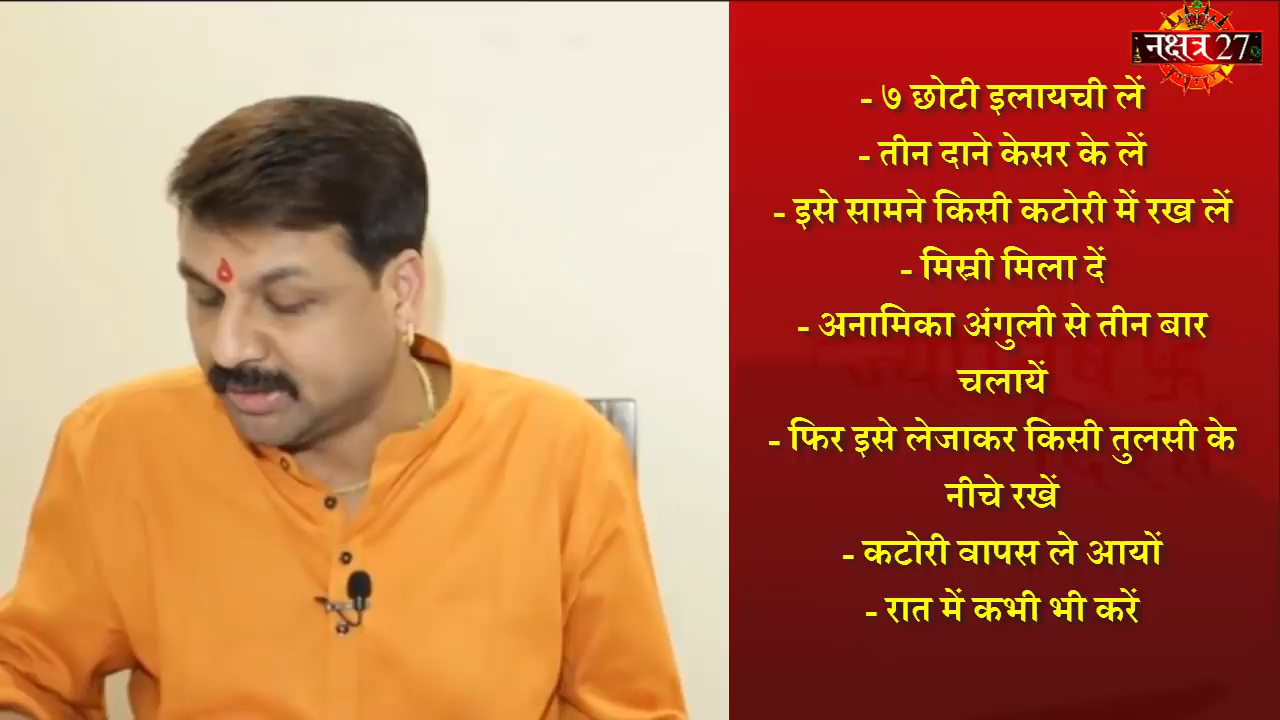 नक्षत्र 27
- ७ छोटी इलायची लें
- तीन दाने केसर के लें
- इसे सामने किसी कटोरी में रख लें
- मिस्री मिला दें
- अनामिका अंगुली से तीन बार
चलायें
- फिर इसे लेजाकर किसी तुलसी के
नीचे रखें
- कटोरी वापस ले आयों
- रात में कभी भी करें